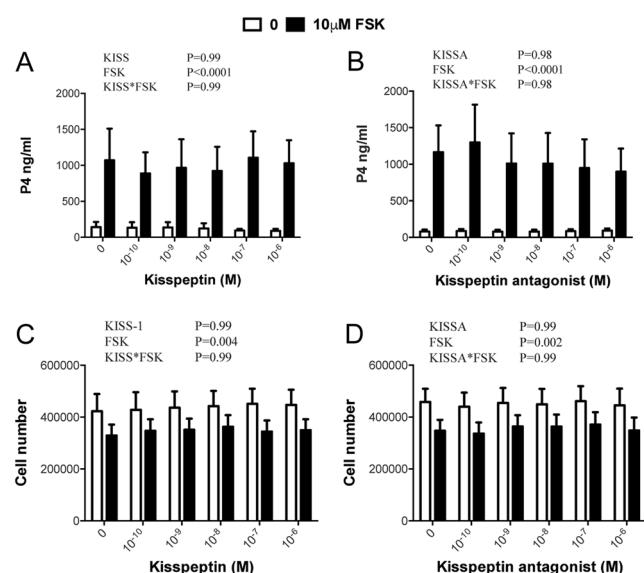 0 10μM FSK
A
KISS P=0.99
FSK P<0.0001
KISS*FSK P=0.99
P4 ng/ml
2000
1500
1000
500
0
0 10-10 10-9 10-8 10-7 10-6
Kisspeptin (M)
B
KISSA P=0.98
FSK P<0.0001
KISSA*FSK P=0.98
P4 ng/ml
2000
1500
1000
500
0
0 10-10 10-9 10-8 10-7 10-6
Kisspeptin antagonist (M)
C
KISS-1 P=0.99
FSK P=0.004
KISS*FSK P=0.99
Cell number
600000
400000
200000
0
0 10-10 10-9 10-8 10-7 10-6
Kisspeptin (M)
D
KISSA P=0.99
FSK P=0.002
KISSA*FSK P=0.99
Cell number
600000
400000
200000
0
0 10-10 10-9 10-8 10-7 10-6
Kisspeptin antagonist (M)